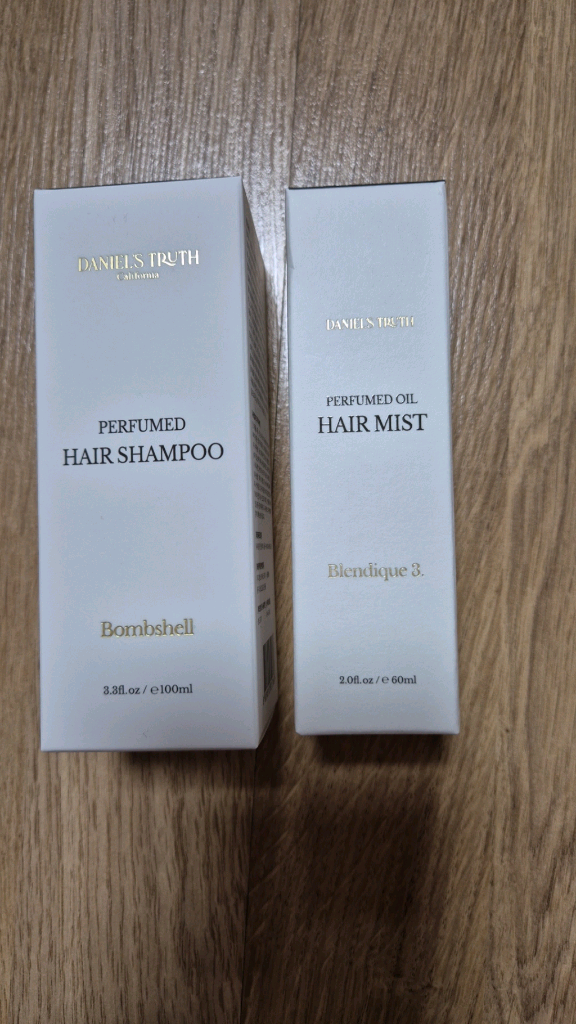 DANIEL'S TRUTH
California
PERFUMED
HAIR SHAMPOO
Bombshell
3.3fl.oz / ℮100ml
DANIEL'S TRUTH
PERFUMED OIL
HAIR MIST
Blendique 3.
2.0fl.oz / ℮ 60ml